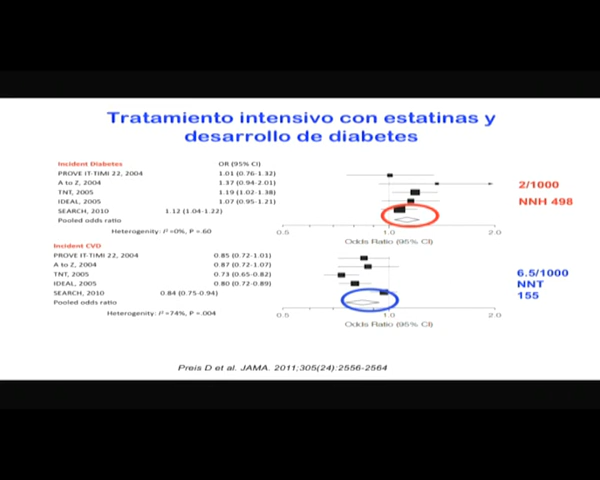 Tratamiento intensivo con estatinas y
desarrollo de diabetes
Incident Diabetes OR (95% CI)
PROVE IT-TIMI 22, 2004 1.01 (0.76-1.32)
A to Z, 2004 1.37 (0.94-2.01)
TNT, 2005 1.19 (1.02-1.38)
IDEAL, 2005 1.07 (0.95-1.21)
SEARCH, 2010 1.12 (1.04-1.22)
Pooled odds ratio
Heterogenity: I²=0%, P =.60
0.5 1.0 2.0
Odds Ratio (95% CI)
2/1000
NNH 498
Incident CVD
PROVE IT-TIMI 22, 2004 0.85 (0.72-1.01)
A to Z, 2004 0.87 (0.72-1.07)
TNT, 2005 0.73 (0.65-0.82)
IDEAL, 2005 0.80 (0.72-0.89)
SEARCH, 2010 0.84 (0.75-0.94)
Pooled odds ratio
Heterogenity: I²=74%, P =.004
0.5 1.0 2.0
Odds Ratio (95% CI)
6.5/1000
NNT
155
Preis D et al. JAMA. 2011;305(24):2556-2564